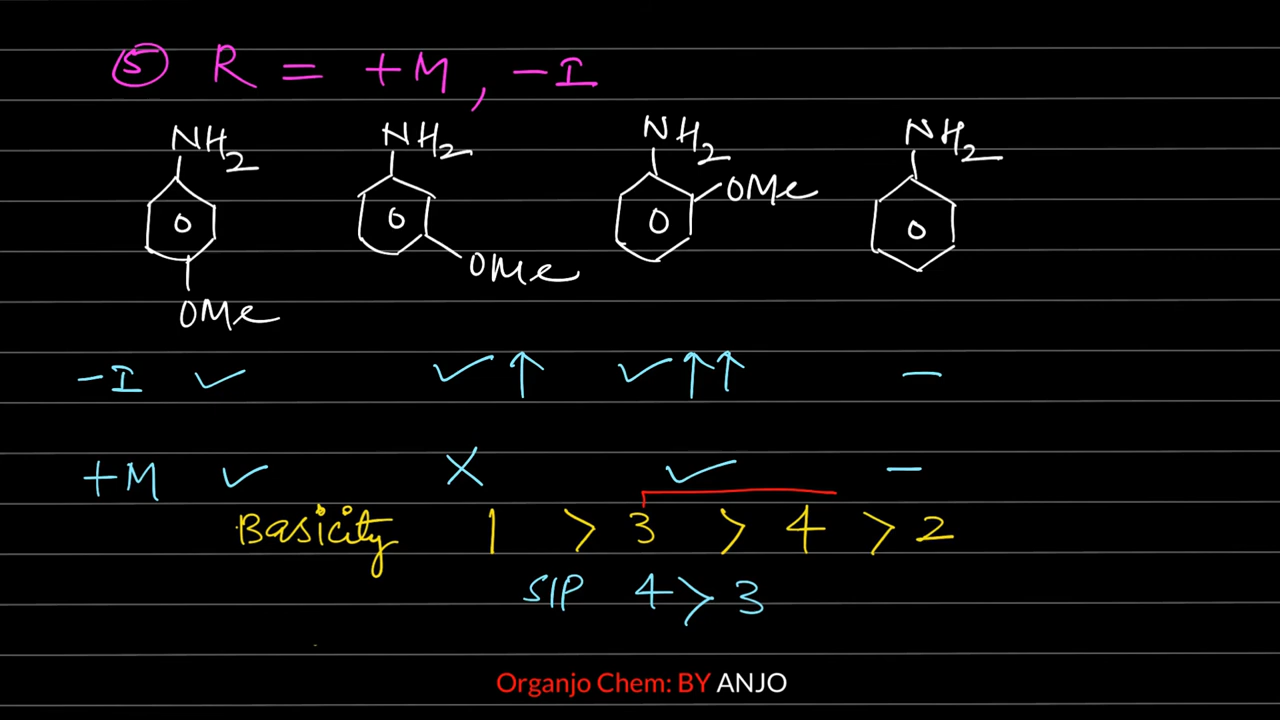 ⑤ R = +M, -I
NH2 NH2 NH2 NH2
OMe
OMe
OMe
-I ✓ ✓↑ ✓↑↑ —
+M ✓ × ✓ —
Basicity 1 > 3 > 4 > 2
SIP 4 > 3
Organjo Chem: BY ANJO